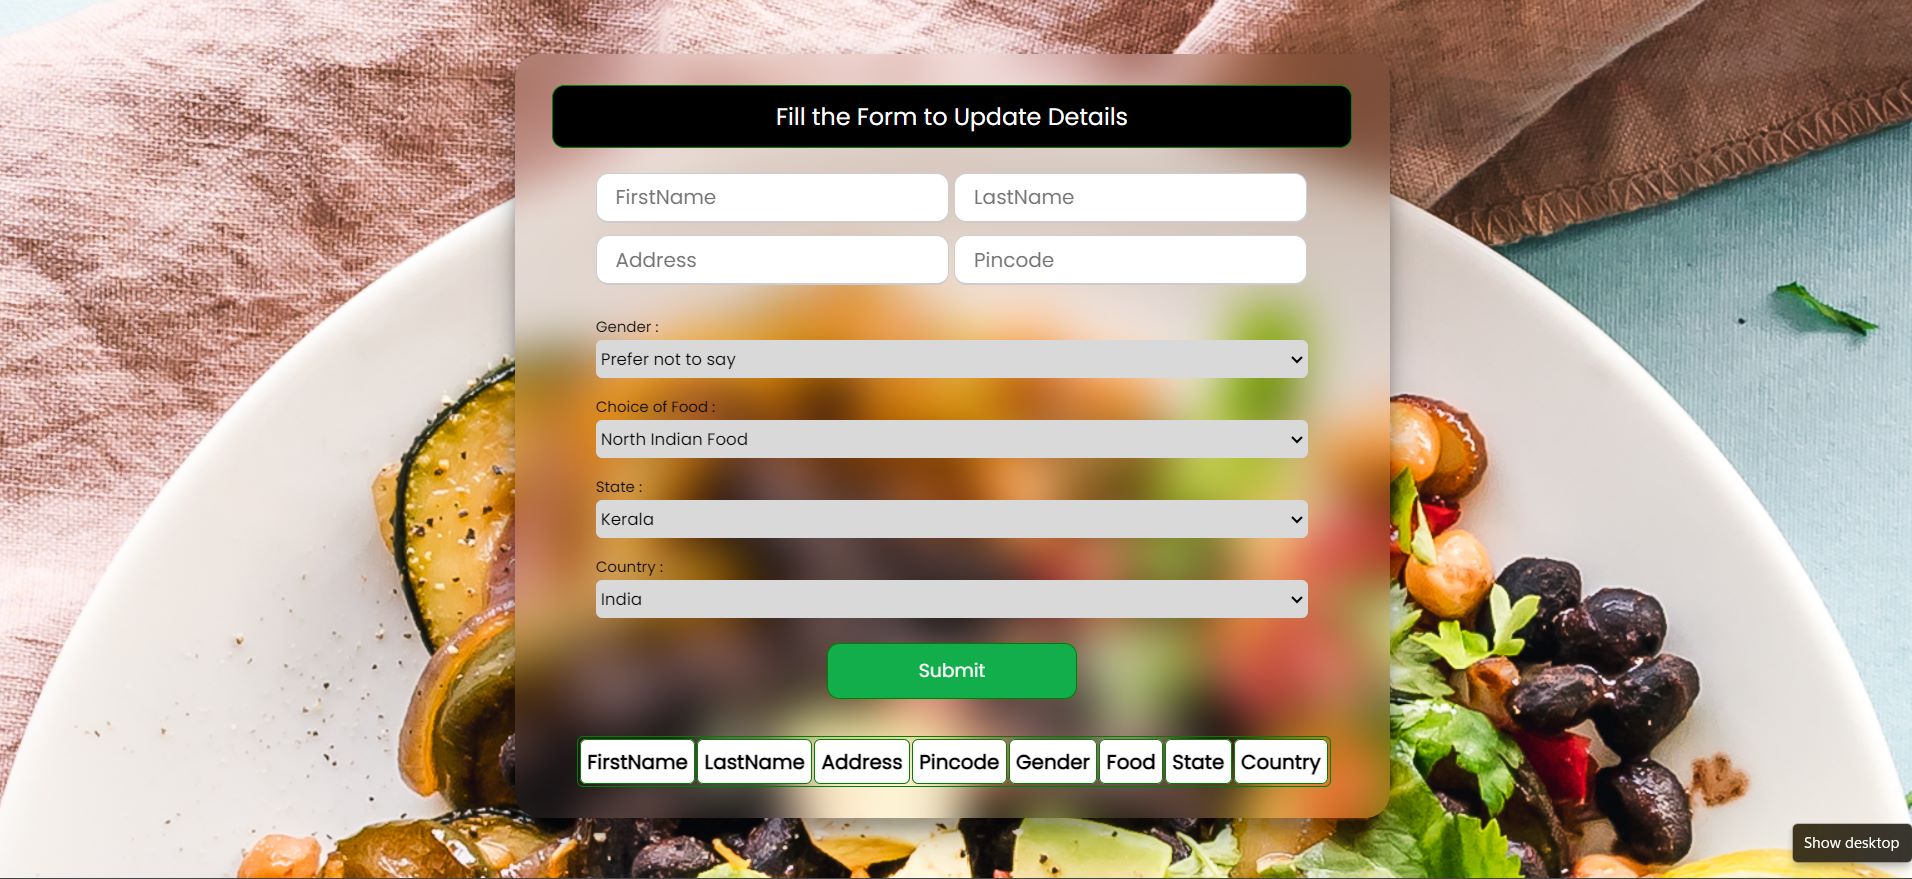 Fill the Form to Update Details
FirstName LastName
Address Pincode
Gender :
Prefer not to say
Choice of Food :
North Indian Food
State :
Kerala
Country :
India
Submit
FirstName LastName Address Pincode Gender Food State Country
Show desktop